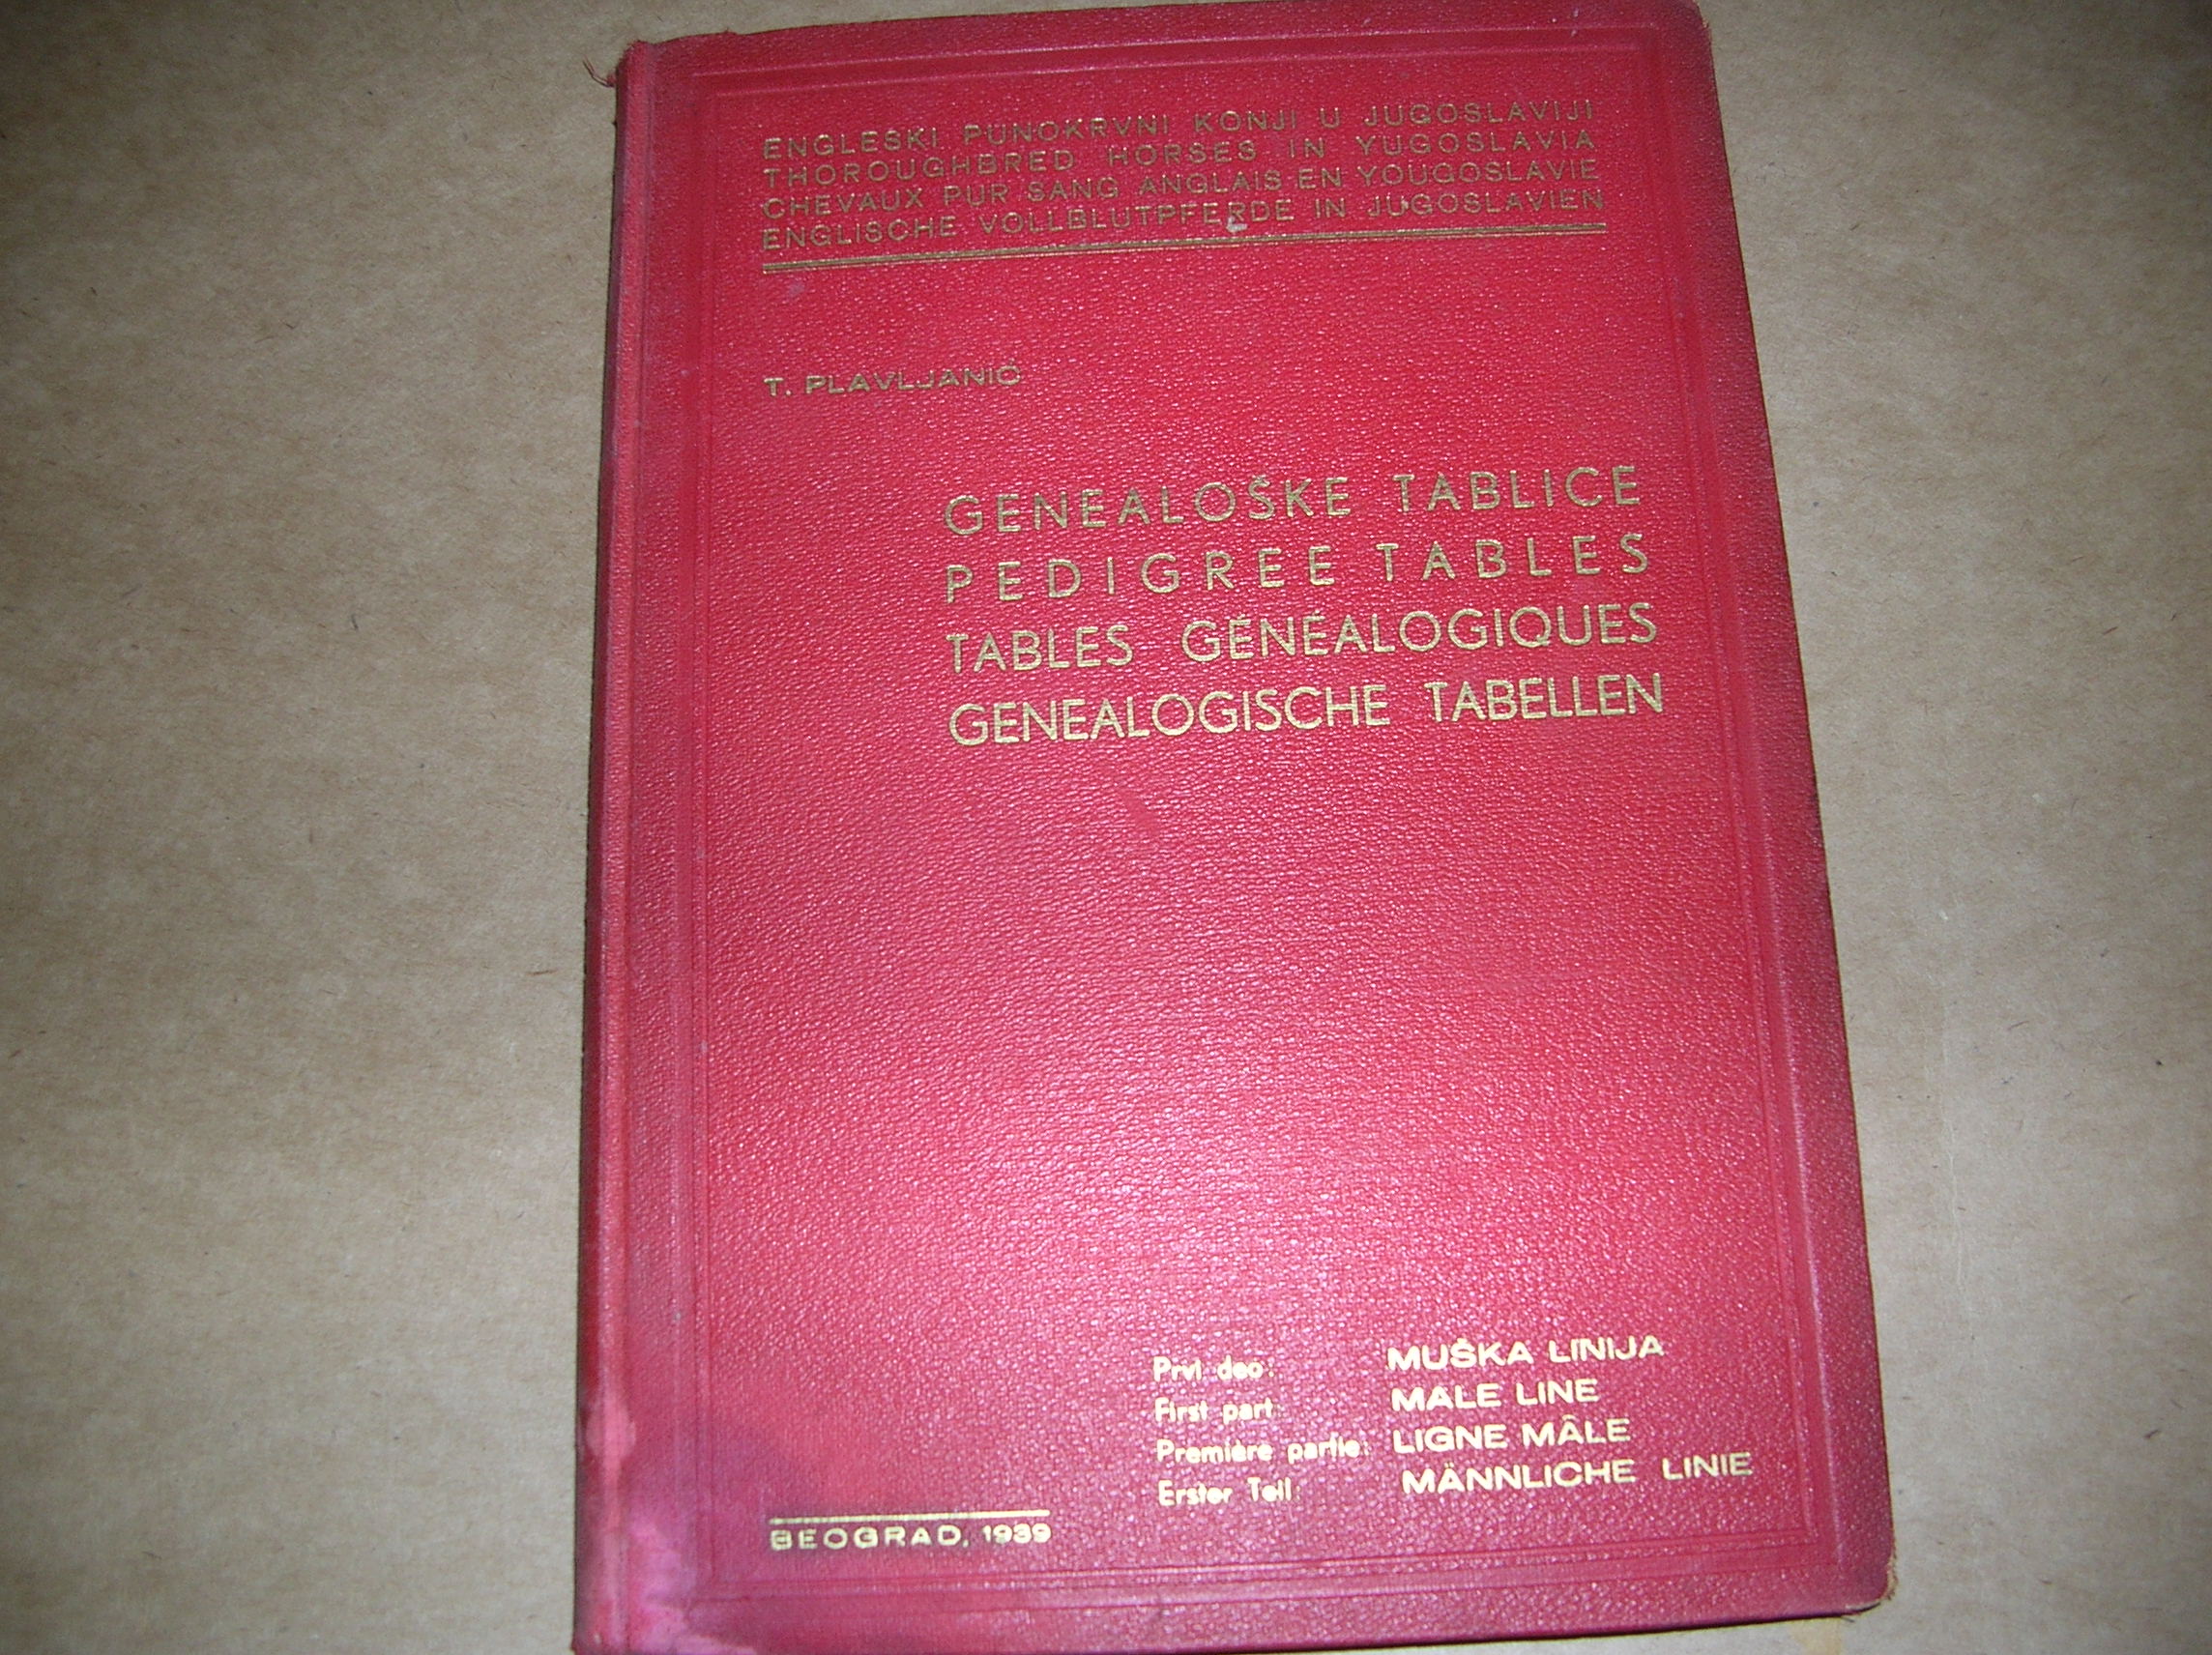 ENGLESKI PUNOKRVNI KONJI U JUGOSLAVIJI
THOROUGHBRED HORSES IN YUGOSLAVIA
CHEVAUX PUR SANG ANGLAIS EN YOUGOSLAVIE
ENGLISCHE VOLLBLUTPFERDE IN JUGOSLAVIEN
T. PLAVLJANIĆ
GENEALOŠKE TABLICE
PEDIGREE TABLES
TABLES GÉNÉALOGIQUES
GENEALOGISCHE TABELLEN
Prvi deo: MUŠKA LINIJA
First part: MALE LINE
Première partie: LIGNE MÂLE
Erster Teil: MÄNNLICHE LINIE
BEOGRAD, 1939